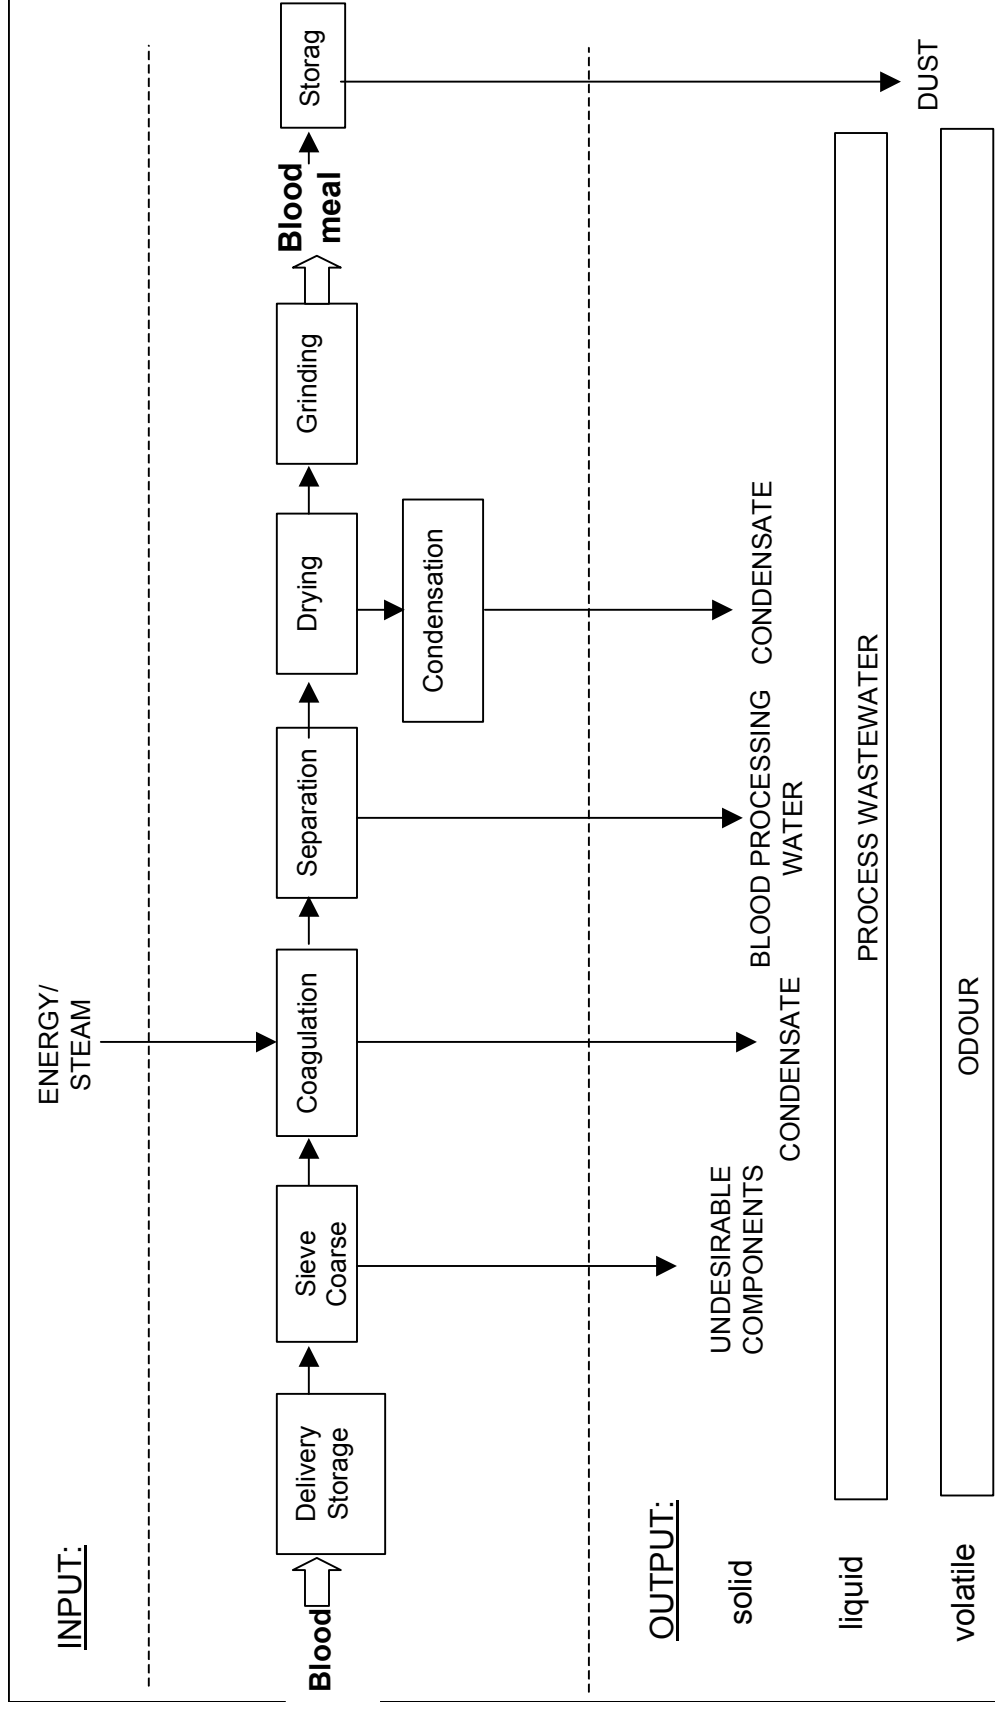 INPUT:
ENERGY/
STEAM
Blood
Delivery
Storage
Sieve
Coarse
Coagulation
Separation
Drying
Grinding
Blood
meal
Storag
Condensation
OUTPUT:
solid
UNDESIRABLE
COMPONENTS
CONDENSATE
BLOOD PROCESSING
WATER
CONDENSATE
liquid
PROCESS WASTEWATER
DUST
volatile
ODOUR